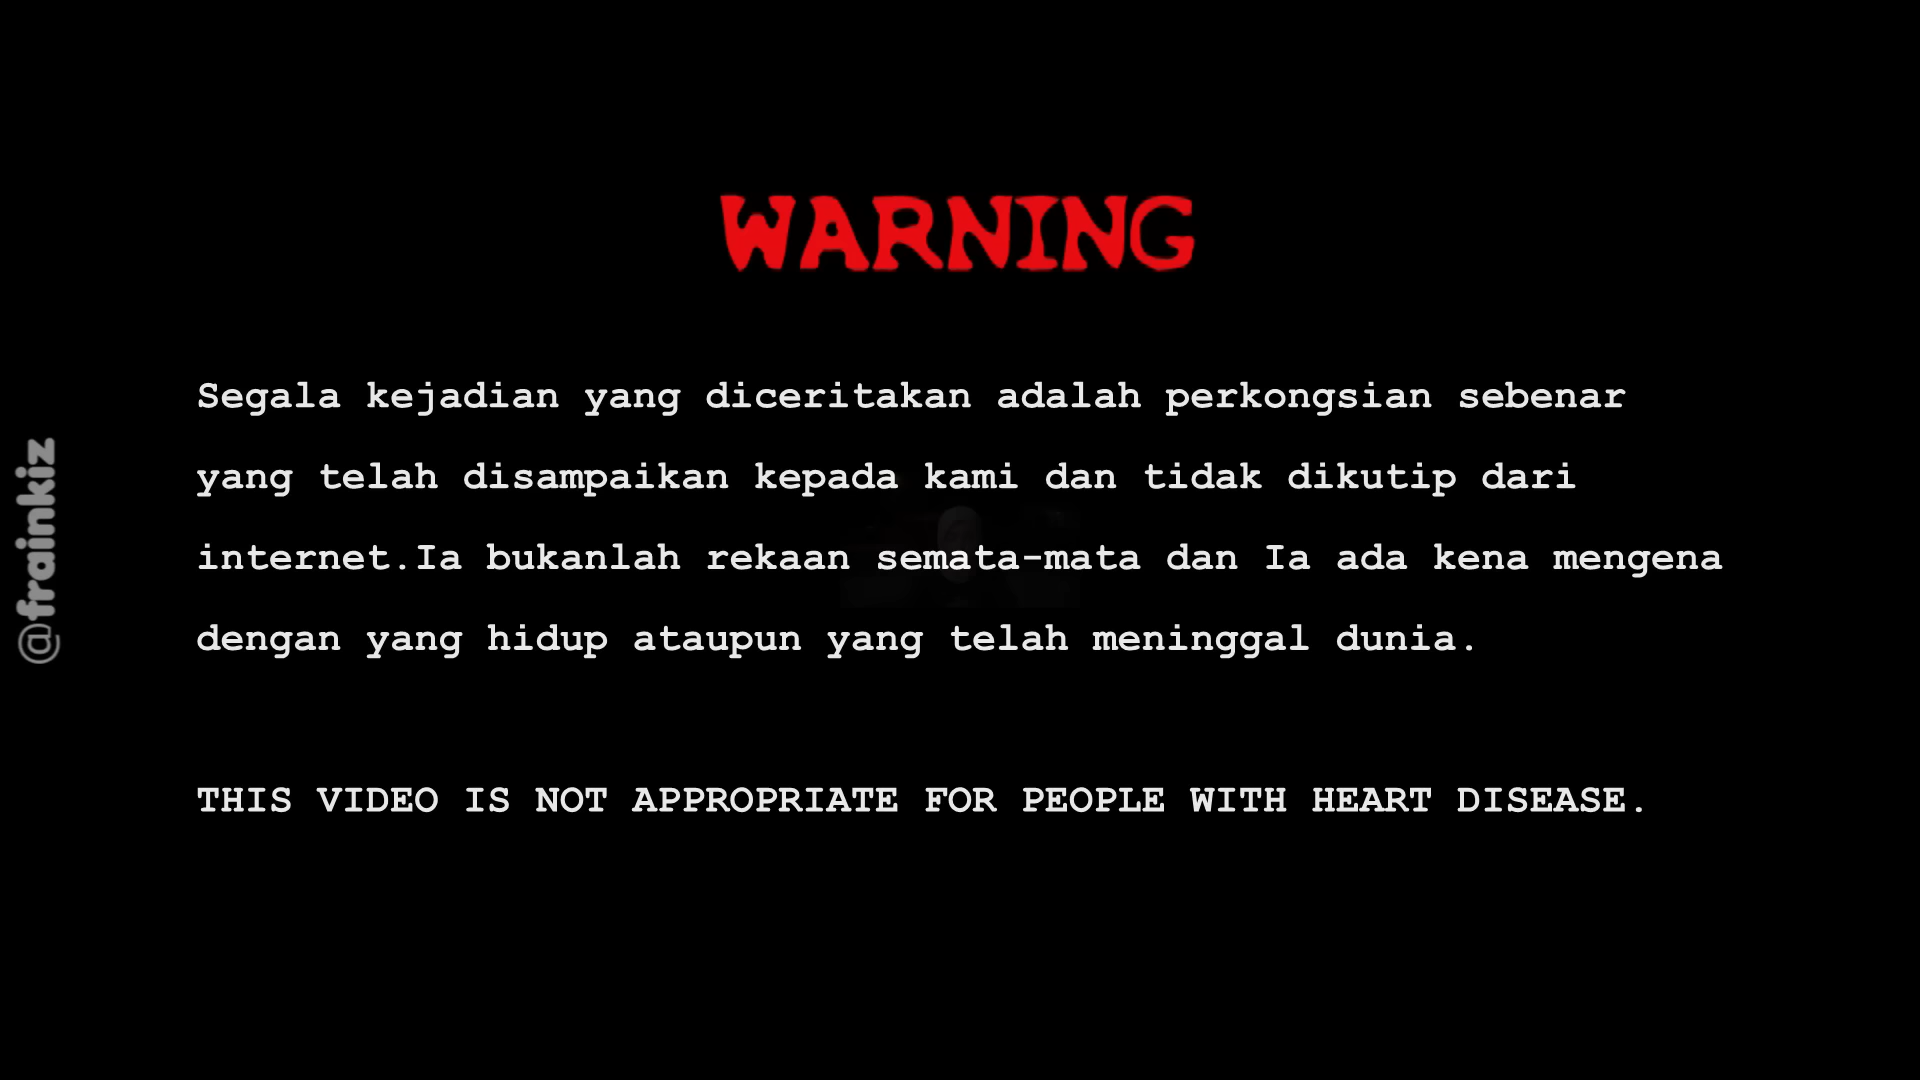 WARNING
Segala kejadian yang diceritakan adalah perkongsian sebenar
yang telah disampaikan kepada kami dan tidak dikutip dari
internet.Ia bukanlah rekaan semata-mata dan Ia ada kena mengena
dengan yang hidup ataupun yang telah meninggal dunia.
THIS VIDEO IS NOT APPROPRIATE FOR PEOPLE WITH HEART DISEASE.
@frainkiz